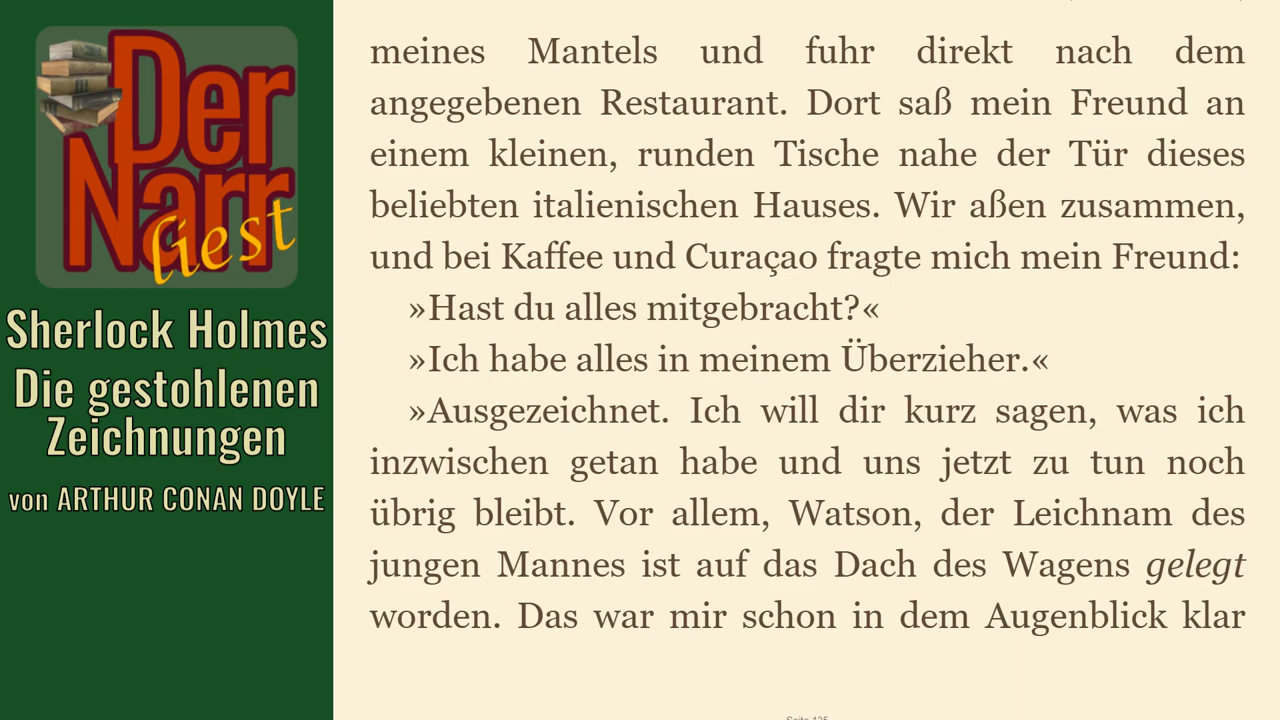 Der
Narr
liest
Sherlock Holmes
Die gestohlenen
Zeichnungen
von ARTHUR CONAN DOYLE
meines Mantels und fuhr direkt nach dem
angegebenen Restaurant. Dort saß mein Freund an
einem kleinen, runden Tische nahe der Tür dieses
beliebten italienischen Hauses. Wir aßen zusammen,
und bei Kaffee und Curaçao fragte mich mein Freund:
»Hast du alles mitgebracht?«
»Ich habe alles in meinem Überzieher.«
»Ausgezeichnet. Ich will dir kurz sagen, was ich
inzwischen getan habe und uns jetzt zu tun noch
übrig bleibt. Vor allem, Watson, der Leichnam des
jungen Mannes ist auf das Dach des Wagens gelegt
worden. Das war mir schon in dem Augenblick klar